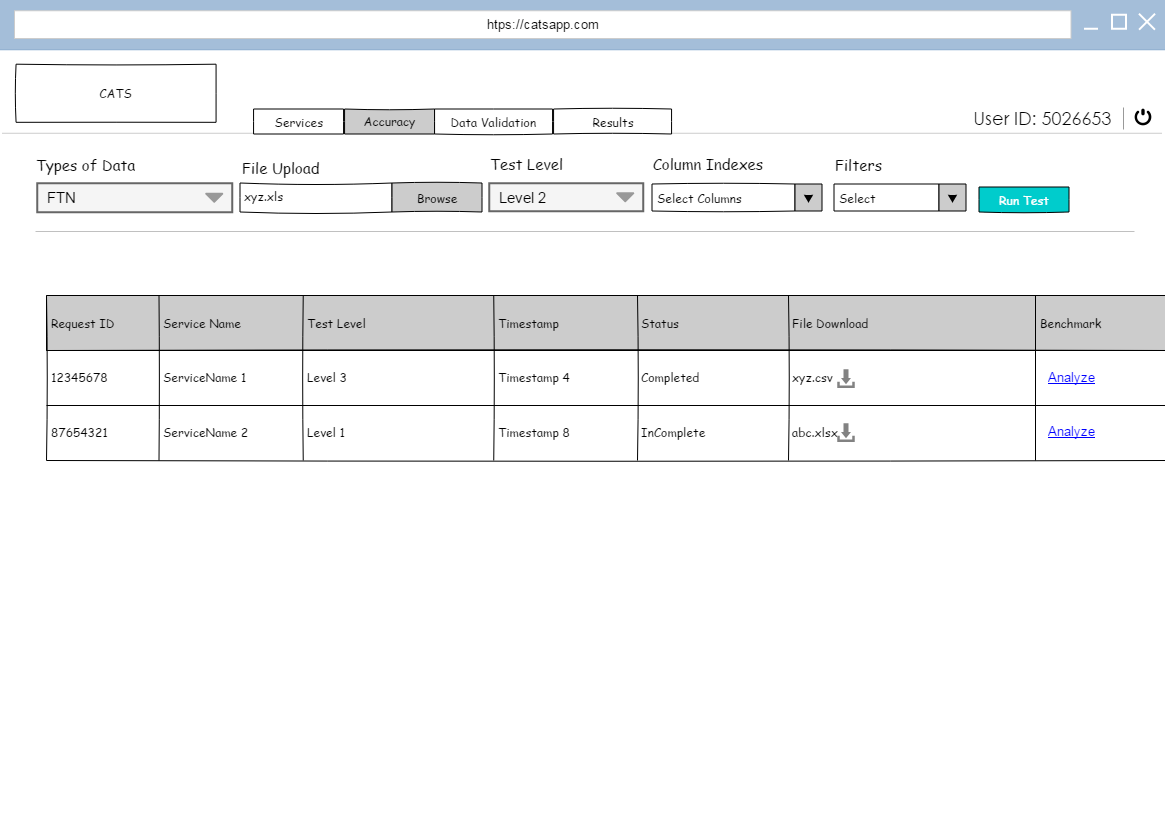 htps://catsapp.com
CATS
Services Accuracy Data Validation Results
User ID: 5026653
Types of Data File Upload Test Level Column Indexes Filters
FTN xyz.xls Browse Level 2 Select Columns Select Run Test
Request ID Service Name Test Level Timestamp Status File Download Benchmark
12345678 ServiceName 1 Level 3 Timestamp 4 Completed xyz.csv Analyze
87654321 ServiceName 2 Level 1 Timestamp 8 InComplete abc.xlsx Analyze